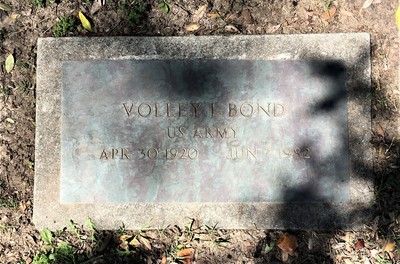 VOLLEY L BOND
US ARMY
APR 30 1920 JUN 1982